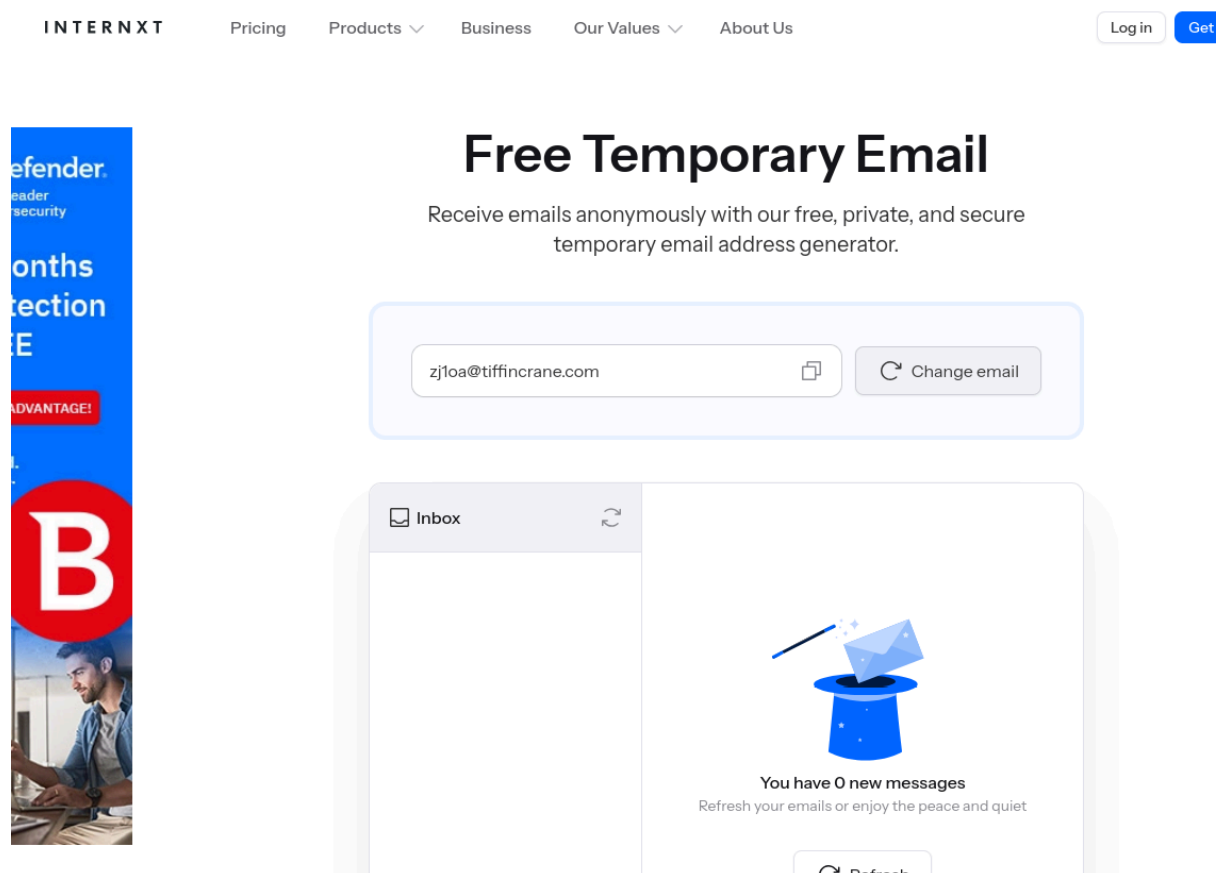 INTERNXT
Pricing
Products
Business
Our Values
About Us
Log in
Get
efender.
eader
rsecurity
onths
tection
EE
ADVANTAGE!
Free Temporary Email
Receive emails anonymously with our free, private, and secure
temporary email address generator.
zj1oa@tiffincrane.com
Change email
Inbox
B
You have 0 new messages
Refresh your emails or enjoy the peace and quiet
Refresh